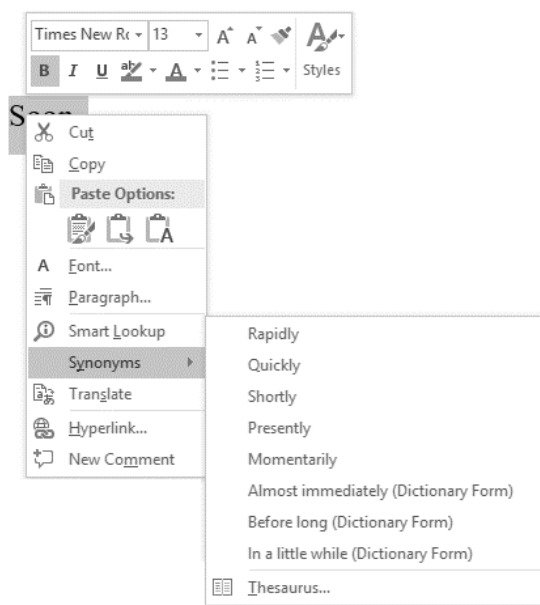 Times New Ro 13 A A
B I U ab A Styles
Soon
Cut
Copy
Paste Options:
A
A Font...
Paragraph...
Smart Lookup
Synonyms
Translate
Hyperlink...
New Comment
Rapidly
Quickly
Shortly
Presently
Momentarily
Almost immediately (Dictionary Form)
Before long (Dictionary Form)
In a little while (Dictionary Form)
Thesaurus...